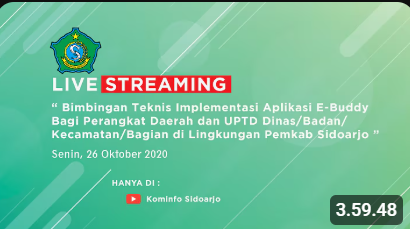 LIVE STREAMING
“ Bimbingan Teknis Implementasi Aplikasi E-Buddy
Bagi Perangkat Daerah dan UPTD Dinas/Badan/
Kecamatan/Bagian di Lingkungan Pemkab Sidoarjo ”
Senin, 26 Oktober 2020
HANYA DI :
Kominfo Sidoarjo
3.59.48